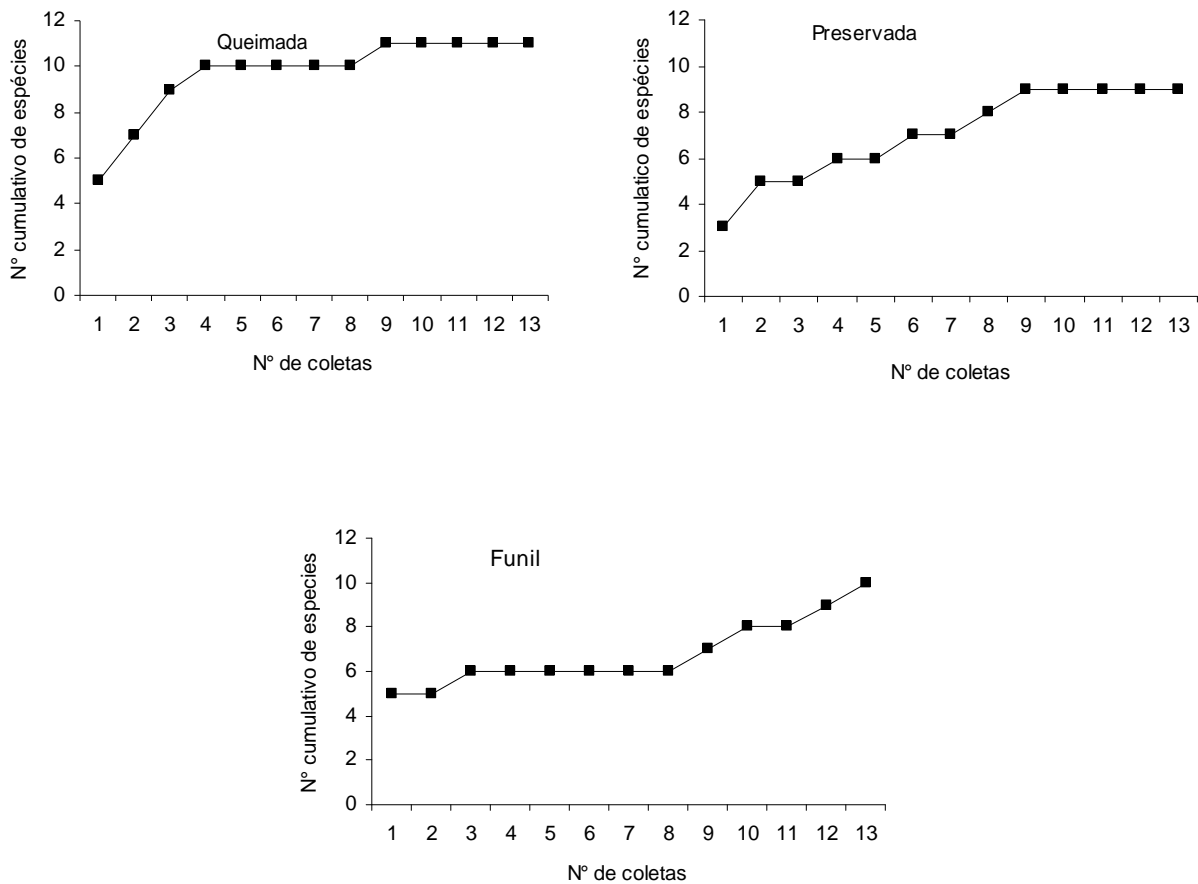 Queimada
N° cumulativo de espécies
12
10
8
6
4
2
0
1 2 3 4 5 6 7 8 9 10 11 12 13
N° de coletas
Preservada
N° cumulatico de espécies
12
10
8
6
4
2
0
1 2 3 4 5 6 7 8 9 10 11 12 13
N° de coletas
Funil
N° cumulativo de especies
12
10
8
6
4
2
0
1 2 3 4 5 6 7 8 9 10 11 12 13
N° de coletas